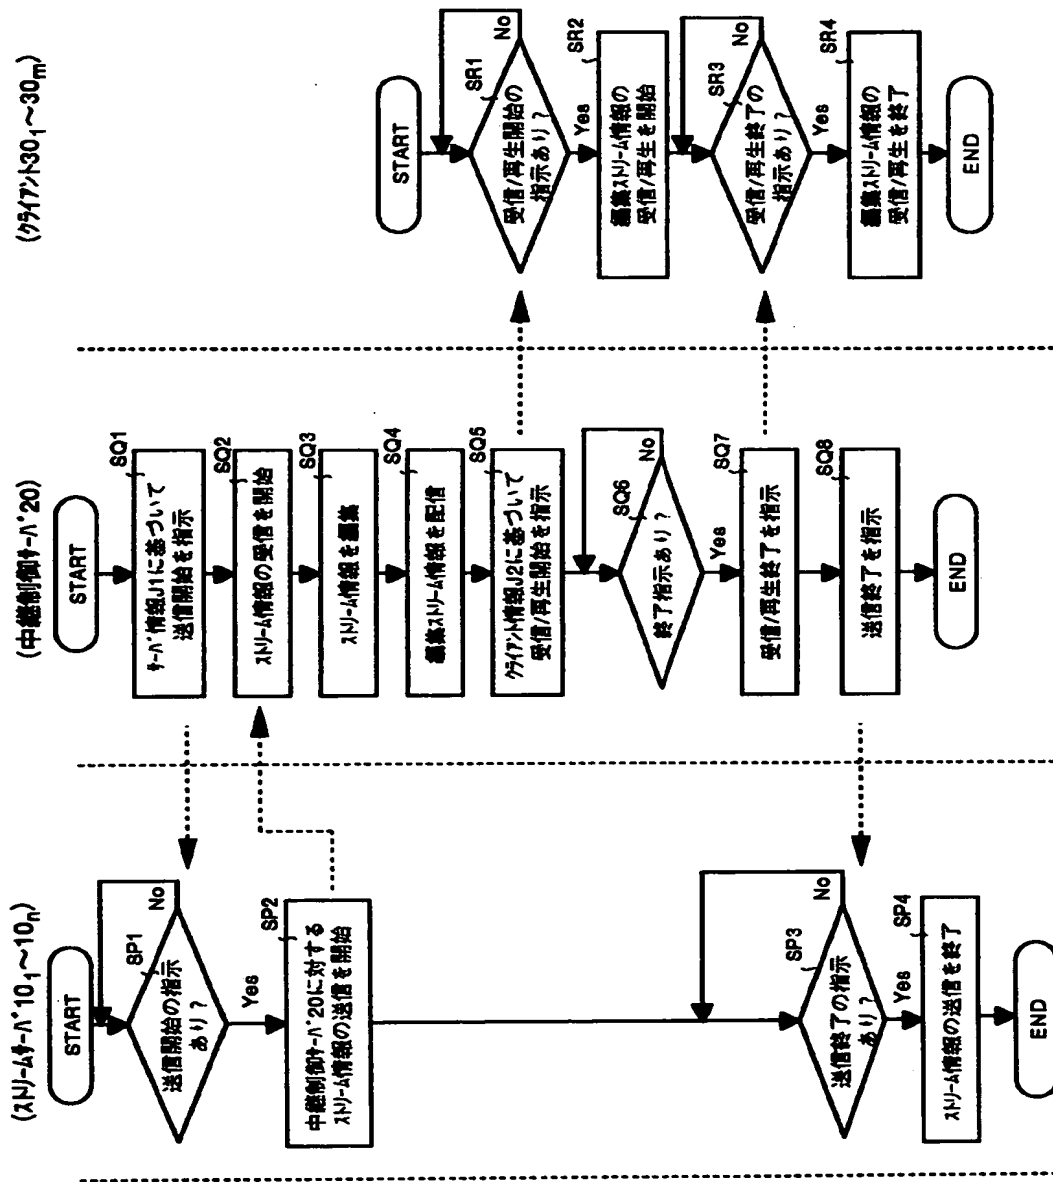 (ストリームサーバ10₁～10ₙ)
START
SP1
送信開始の指示
あり?
No
Yes
SP2
中継制御サーバ20に対する
ストリーム情報の送信を開始
SP3
送信終了の指示
あり?
No
Yes
SP4
ストリーム情報の送信を終了
END
(中継制御サーバ20)
START
SQ1
サーバ情報J1に基づいて
送信開始を指示
SQ2
ストリーム情報の受信を開始
SQ3
ストリーム情報を編集
SQ4
編集ストリーム情報を配信
SQ5
クライアント情報J2に基づいて
受信/再生開始を指示
SQ6
終了指示あり?
No
Yes
SQ7
受信/再生終了を指示
SQ8
送信終了を指示
END
(クライアント30₁～30ₘ)
START
SR1
受信/再生開始の
指示あり?
No
Yes
SR2
編集ストリーム情報の
受信/再生を開始
SR3
受信/再生終了の
指示あり?
No
Yes
SR4
編集ストリーム情報の
受信/再生を終了
END